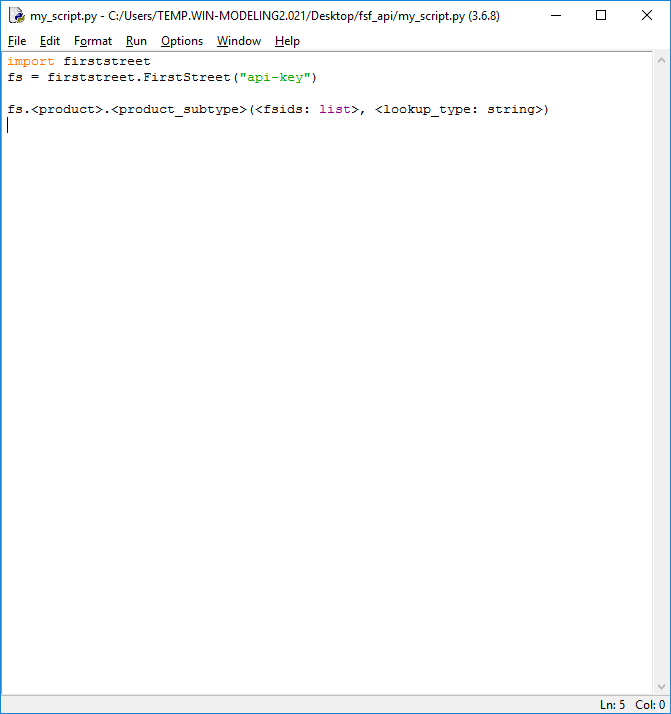 my_script.py - C:/Users/TEMP.WIN-MODELING2.021/Desktop/fsf_api/my_script.py (3.6.8)
File Edit Format Run Options Window Help
import firststreet
fs = firststreet.FirstStreet("api-key")
fs.<product>.<product_subtype>(<fsids: list>, <lookup_type: string>)
Ln: 5 Col: 0